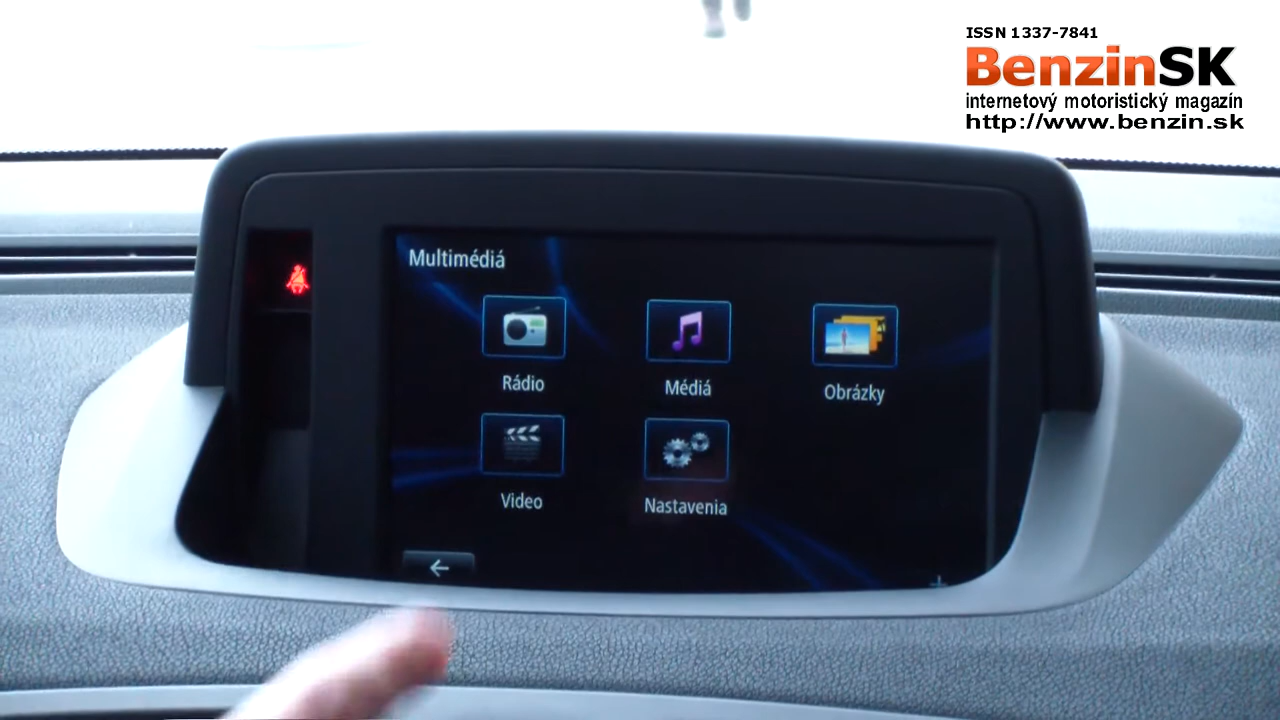 ISSN 1337-7841
BenzinSK
internetový motoristický magazín
http://www.benzin.sk
Multimédiá
Rádio
Médiá
Obrázky
Video
Nastavenia